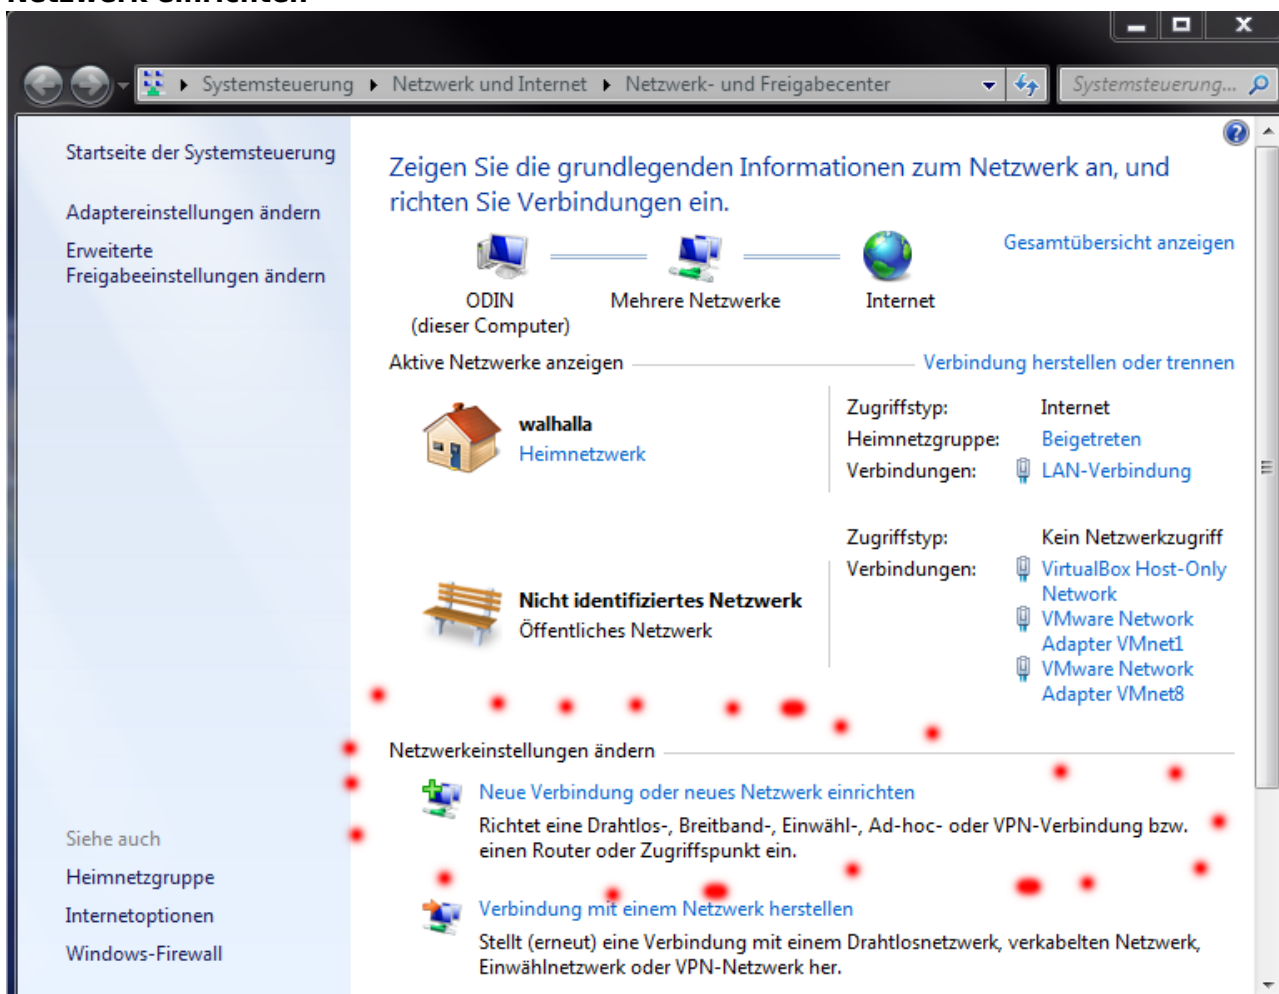 Netzwerk einrichten
Systemsteuerung Netzwerk und Internet Netzwerk- und Freigabecenter Systemsteuerung...
Startseite der Systemsteuerung
Adaptereinstellungen ändern
Erweiterte
Freigabeeinstellungen ändern
Zeigen Sie die grundlegenden Informationen zum Netzwerk an, und
richten Sie Verbindungen ein.
Gesamtübersicht anzeigen
ODIN
(dieser Computer)
Mehrere Netzwerke
Internet
Aktive Netzwerke anzeigen
Verbindung herstellen oder trennen
walhalla
Heimnetzwerk
Zugriffstyp: Internet
Heimnetzgruppe: Beigetreten
Verbindungen: LAN-Verbindung
Nicht identifiziertes Netzwerk
Öffentliches Netzwerk
Zugriffstyp: Kein Netzwerkzugriff
Verbindungen: VirtualBox Host-Only
Network
VMware Network
Adapter VMnet1
VMware Network
Adapter VMnet8
Netzwerkeinstellungen ändern
Neue Verbindung oder neues Netzwerk einrichten
Richtet eine Drahtlos-, Breitband-, Einwähl-, Ad-hoc- oder VPN-Verbindung bzw.
einen Router oder Zugriffspunkt ein.
Verbindung mit einem Netzwerk herstellen
Stellt (erneut) eine Verbindung mit einem Drahtlosnetzwerk, verkabelten Netzwerk,
Einwählnetzwerk oder VPN-Netzwerk her.
Siehe auch
Heimnetzgruppe
Internetoptionen
Windows-Firewall